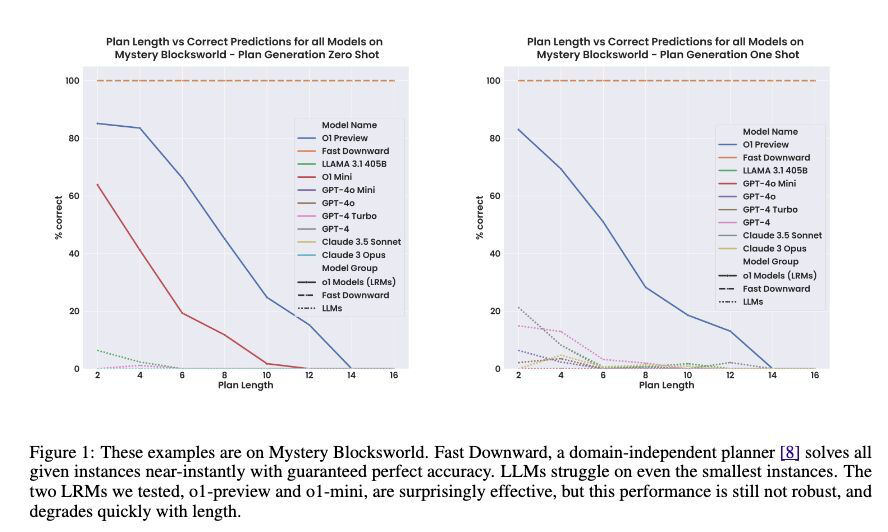 Plan Length vs Correct Predictions for all Models on
Mystery Blocksworld - Plan Generation Zero Shot
100
80
60
40
20
0
% correct
Model Name
O1 Preview
Fast Downward
LLAMA 3.1 405B
O1 Mini
GPT-4o Mini
GPT-4o
GPT-4 Turbo
GPT-4
Claude 3.5 Sonnet
Claude 3 Opus
Model Group
o1 Models (LRMs)
Fast Downward
LLMs
2 4 6 8 10 12 14 16
Plan Length
Plan Length vs Correct Predictions for all Models on
Mystery Blocksworld - Plan Generation One Shot
100
80
60
40
20
0
% correct
Model Name
O1 Preview
Fast Downward
LLAMA 3.1 405B
GPT-4o Mini
GPT-4o
GPT-4 Turbo
GPT-4
Claude 3.5 Sonnet
Claude 3 Opus
Model Group
o1 Models (LRMs)
Fast Downward
LLMs
2 4 6 8 10 12 14 16
Plan Length
Figure 1: These examples are on Mystery Blocksworld. Fast Downward, a domain-independent planner [8] solves all
given instances near-instantly with guaranteed perfect accuracy. LLMs struggle on even the smallest instances. The
two LRMs we tested, o1-preview and o1-mini, are surprisingly effective, but this performance is still not robust, and
degrades quickly with length.